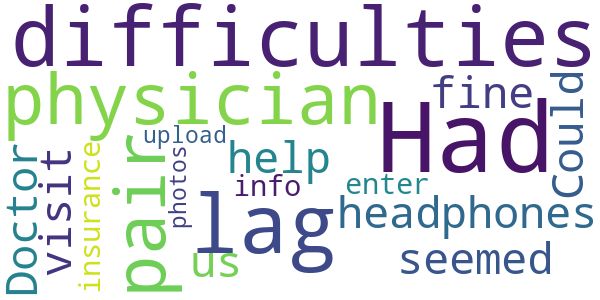 difficulties
physician
Had
fine
Could
upload
help
Doctor
visit
insurance
pair
photos
info
enter
lag
headphones
us
seemed